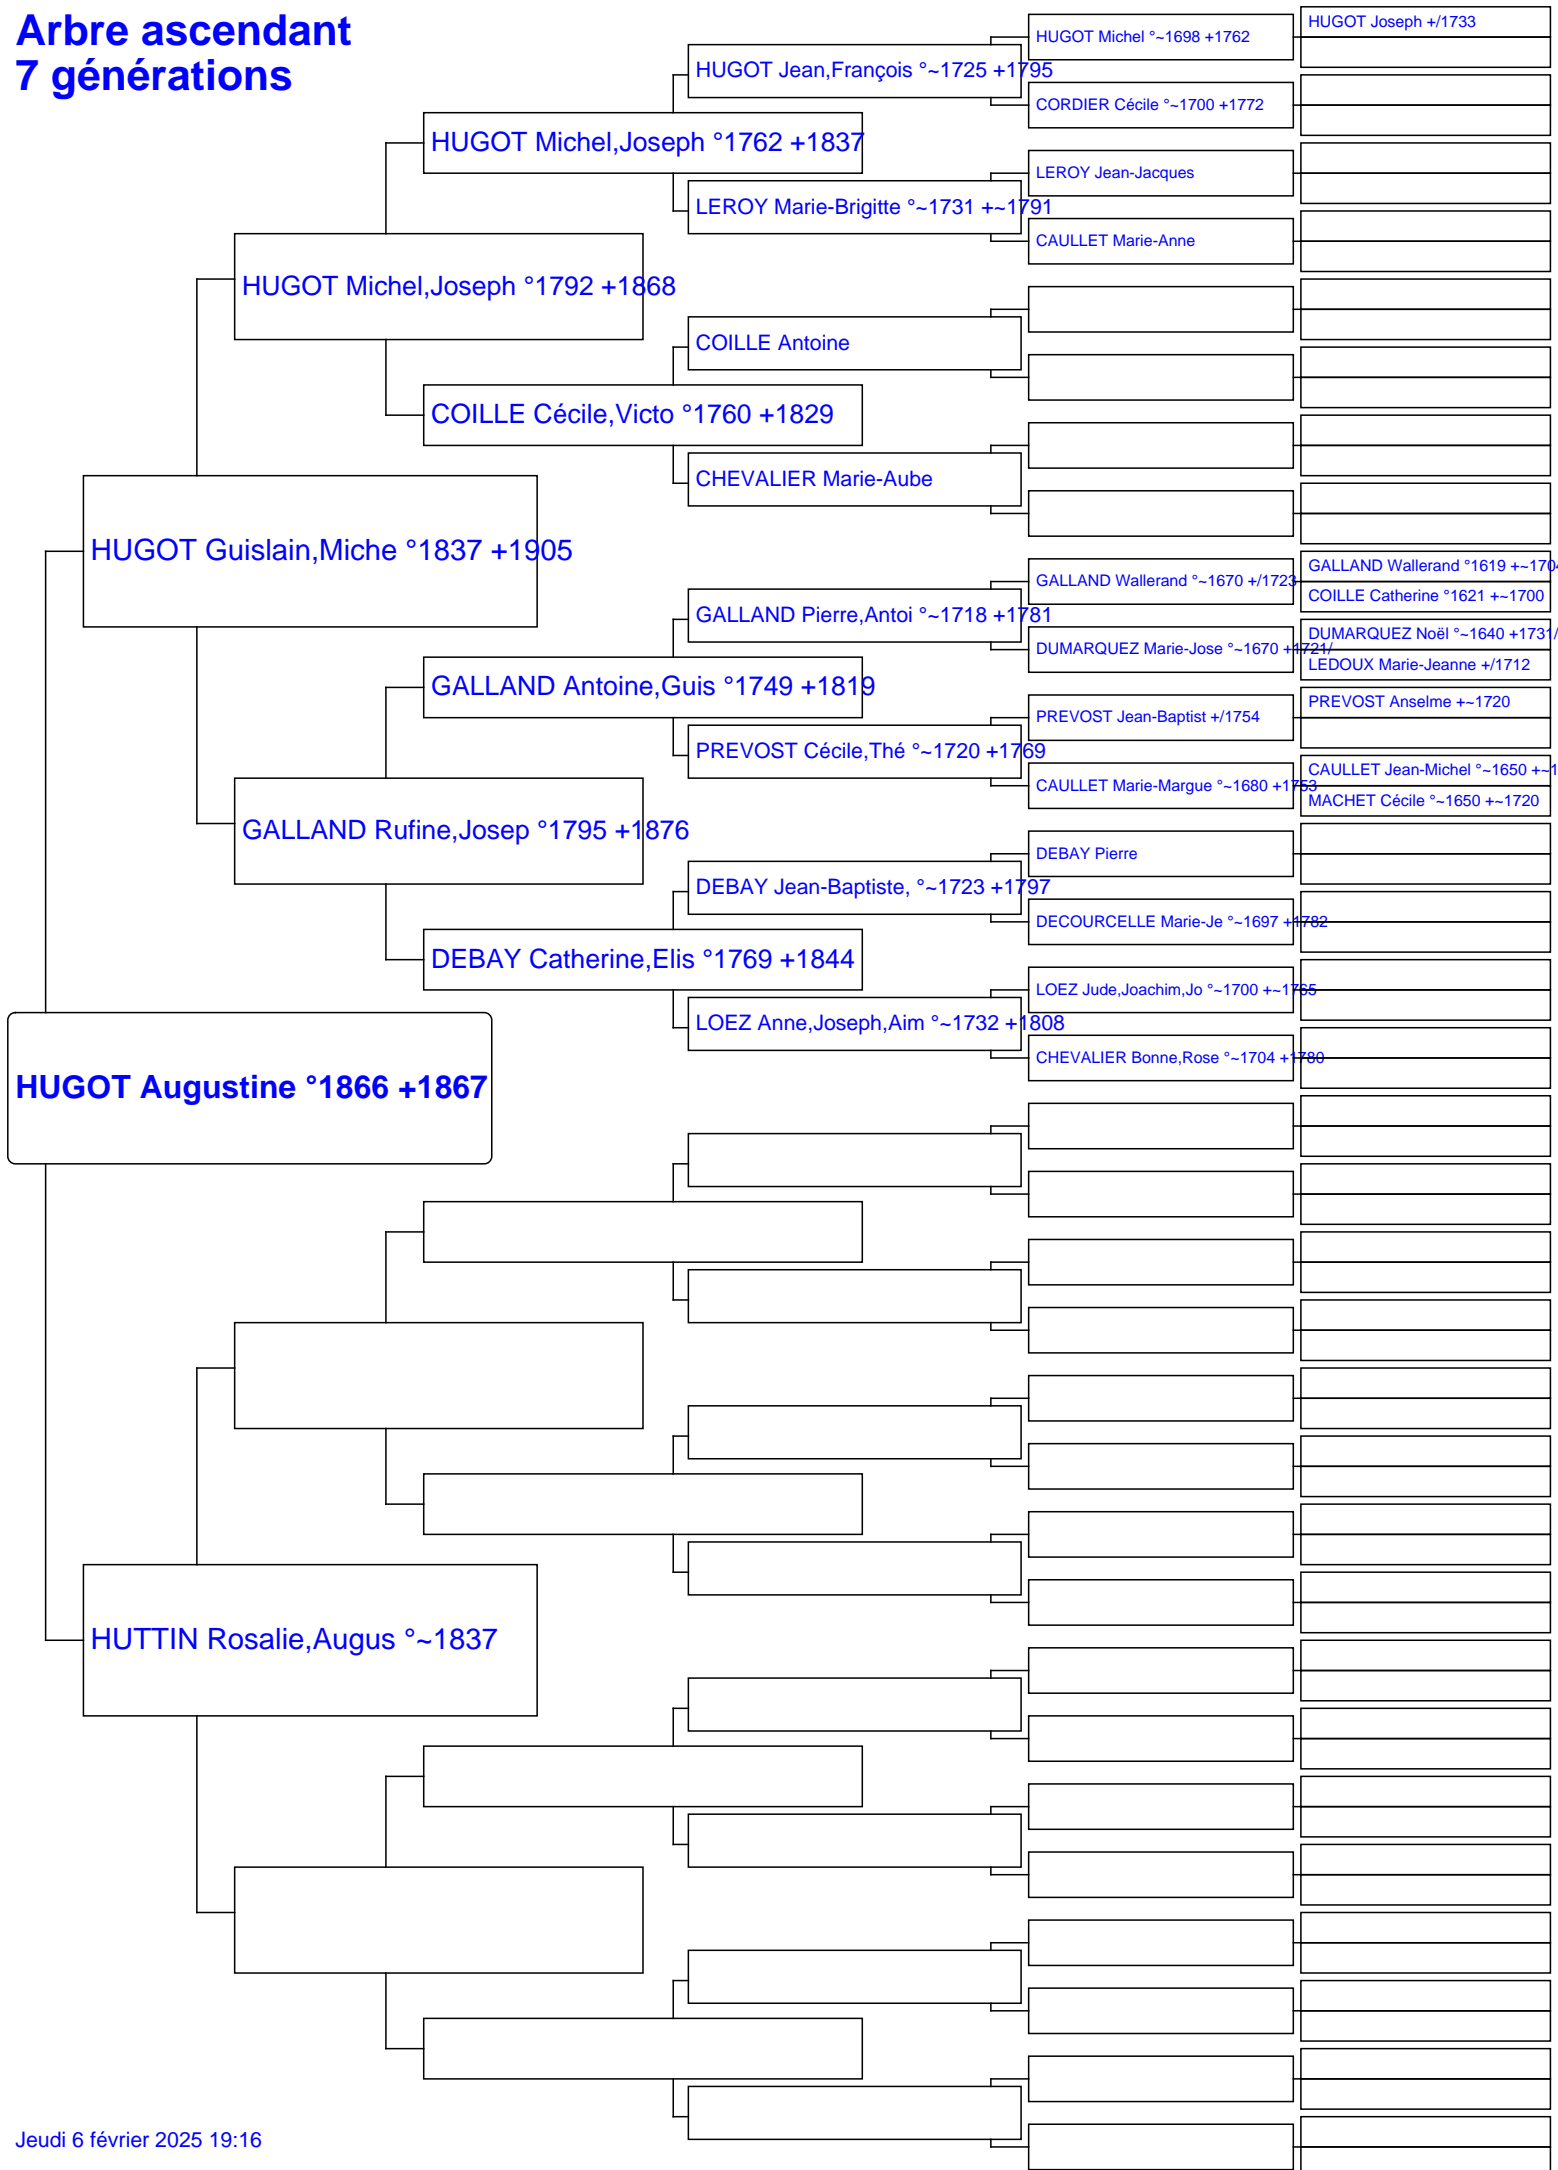 Arbre ascendant
7 générations
HUGOT Joseph +/1733
HUGOT Michel °~1698 +1762
HUGOT Jean,François °~1725 +1795
CORDIER Cécile °~1700 +1772
HUGOT Michel,Joseph °1762 +1837
LEROY Jean-Jacques
LEROY Marie-Brigitte °~1731 +~1791
CAULLET Marie-Anne
HUGOT Michel,Joseph °1792 +1868
COILLE Antoine
COILLE Cécile,Victo °1760 +1829
CHEVALIER Marie-Aube
HUGOT Guislain,Miche °1837 +1905
GALLAND Wallerand °1619 +~1704
GALLAND Wallerand °~1670 +/1723
COILLE Catherine °1621 +~1700
GALLAND Pierre,Antoi °~1718 +1781
DUMARQUEZ Noël °~1640 +1731/
DUMARQUEZ Marie-Jose °~1670 +1721/
LEDOUX Marie-Jeanne +/1712
GALLAND Antoine,Guis °1749 +1819
PREVOST Anselme +~1720
PREVOST Jean-Baptist +/1754
PREVOST Cécile,Thé °~1720 +1769
CAULLET Jean-Michel °~1650 +~1
CAULLET Marie-Margue °~1680 +1753
MACHET Cécile °~1650 +~1720
GALLAND Rufine,Josep °1795 +1876
DEBAY Pierre
DEBAY Jean-Baptiste, °~1723 +1797
DECOURCELLE Marie-Je °~1697 +1782
DEBAY Catherine,Elis °1769 +1844
LOEZ Jude,Joachim,Jo °~1700 +~1765
LOEZ Anne,Joseph,Aim °~1732 +1808
CHEVALIER Bonne,Rose °~1704 +1780
HUGOT Augustine °1866 +1867
HUTTIN Rosalie,Augus °~1837
Jeudi 6 février 2025 19:16